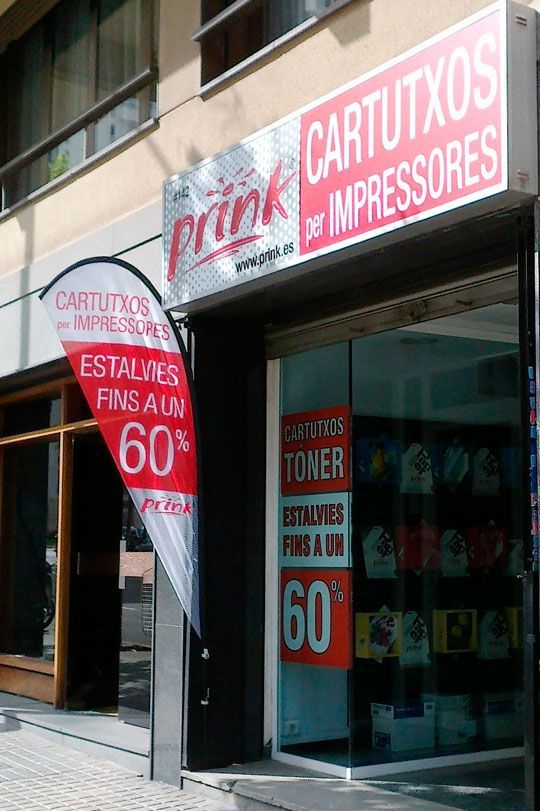 #142
prink
www.prink.es
CARTUTXOS
per IMPRESSORES
CARTUTXOS
per IMPRESSORES
ESTALVIES
FINS A UN
60%
prink
CARTUTXOS
TÓNER
ESTALVIES
FINS A UN
60%